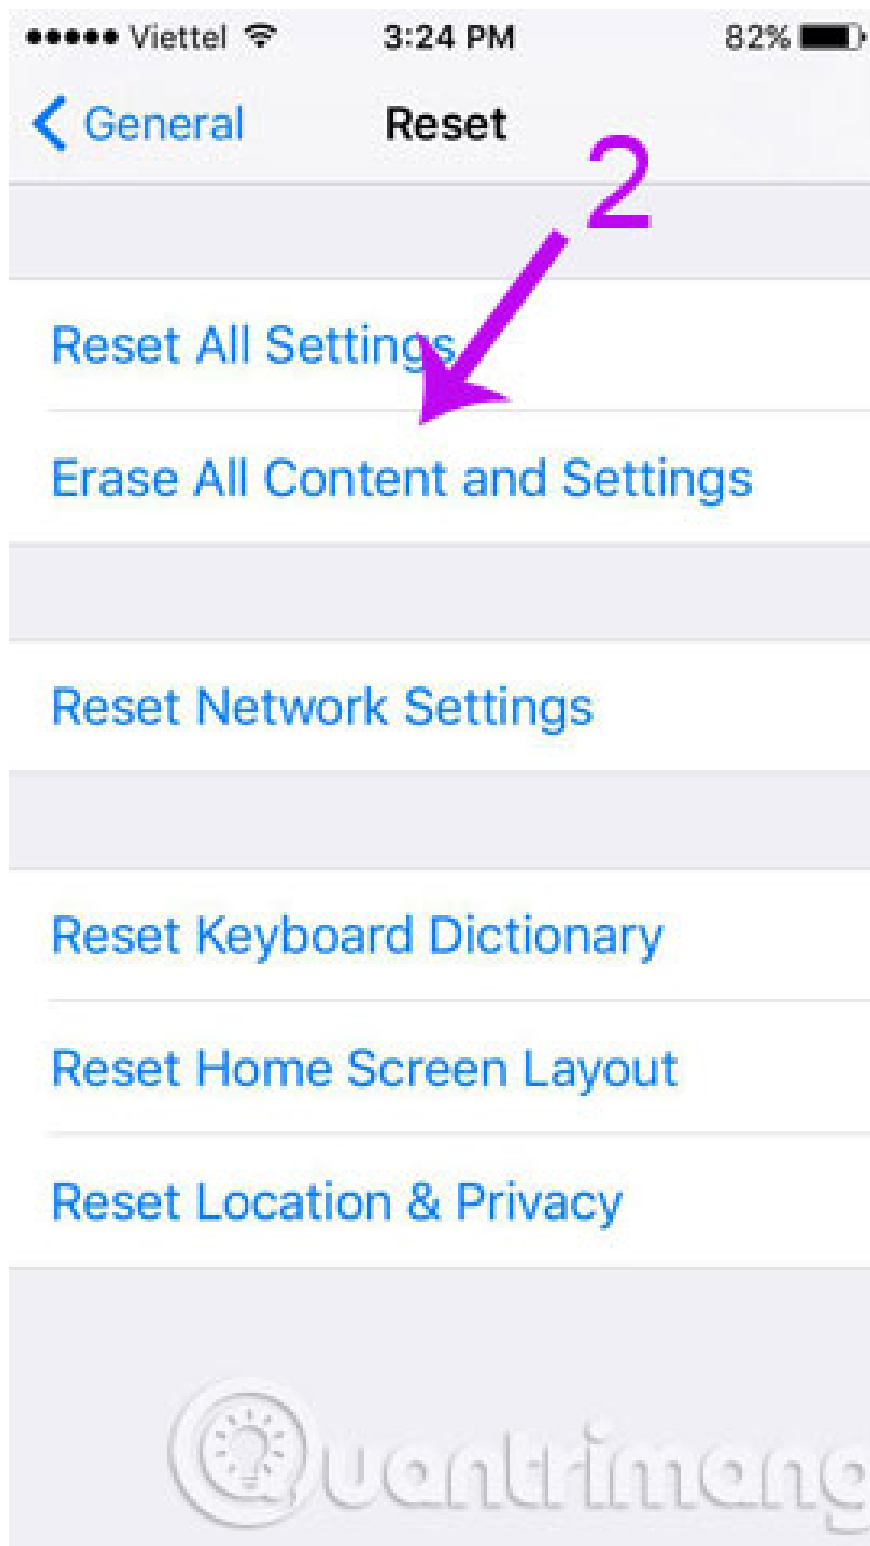 Viettel 3:24 PM 82%
General Reset
2
Reset All Settings
Erase All Content and Settings
Reset Network Settings
Reset Keyboard Dictionary
Reset Home Screen Layout
Reset Location & Privacy
Quantrimang